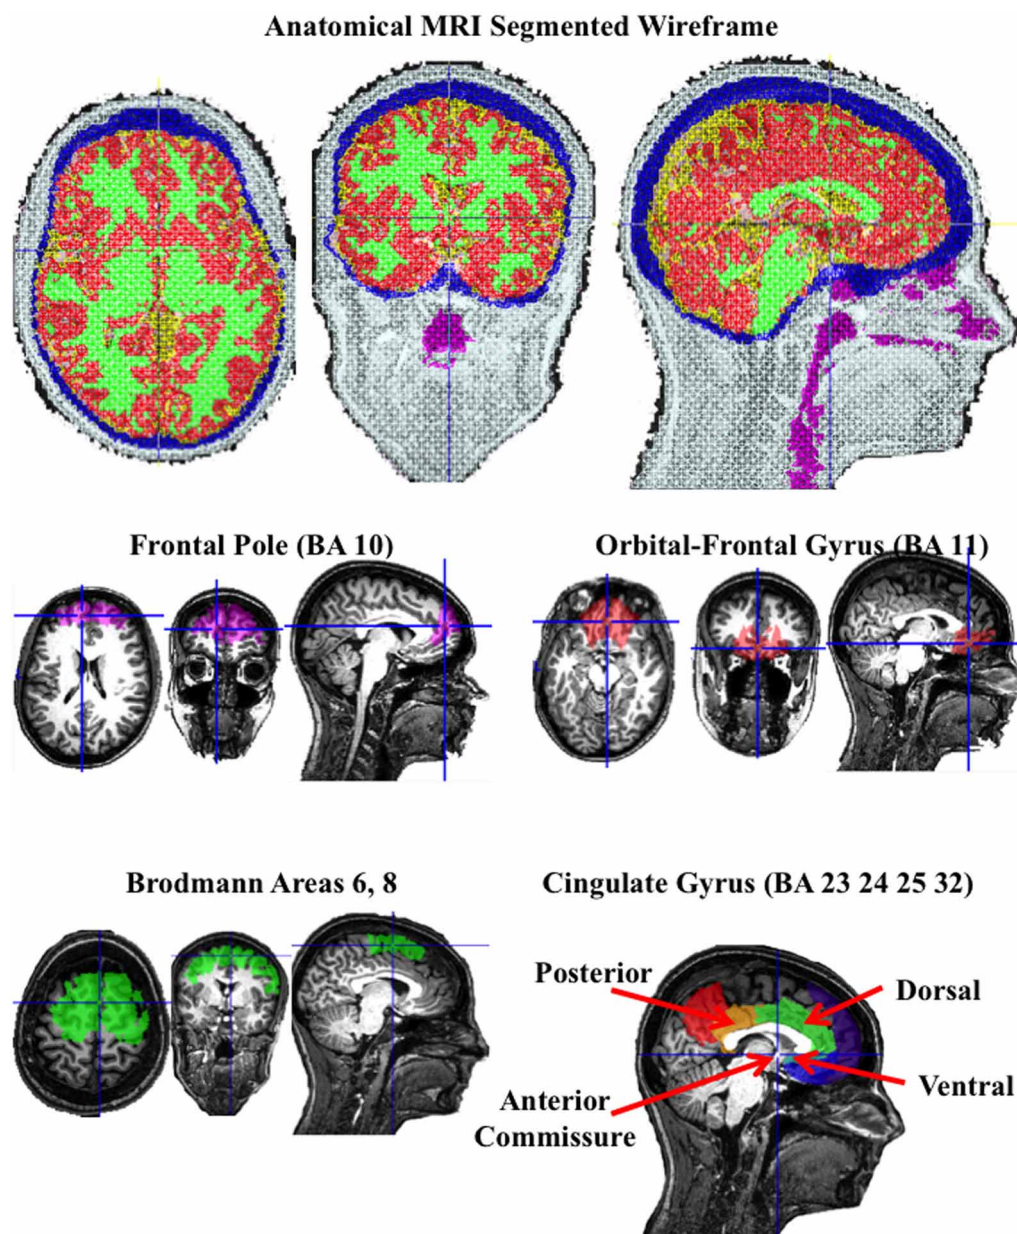 Anatomical MRI Segmented Wireframe
Frontal Pole (BA 10)
Orbital-Frontal Gyrus (BA 11)
Brodmann Areas 6, 8
Cingulate Gyrus (BA 23 24 25 32)
Posterior
Dorsal
Anterior
Commissure
Ventral